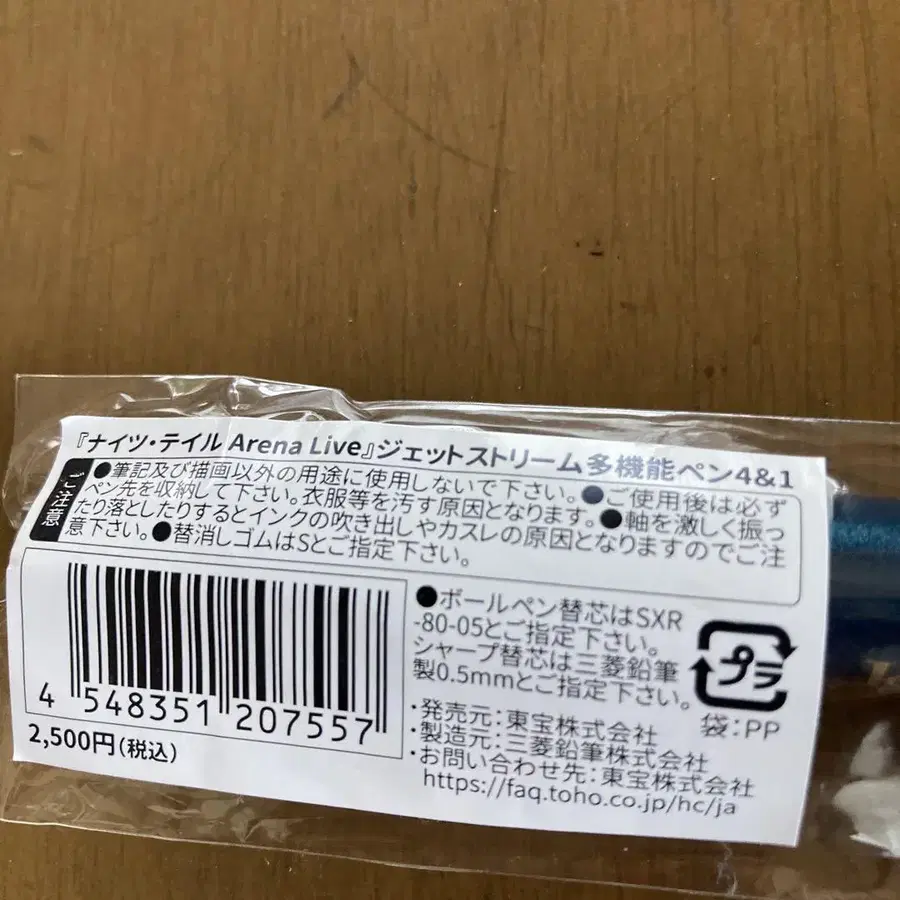 『ナイツ・テイル Arena Live』ジェットストリーム多機能ペン4&1
ご注意
●筆記及び描画以外の用途に使用しないで下さい。●ご使用後は必ず
ペン先を収納して下さい。衣服等を汚す原因となります。●軸を激しく振っ
たり落としたりするとインクの吹き出しやカスレの原因となりますのでご注
意下さい。●替消しゴムはSとご指定下さい。
4 548351 207557
2,500円(税込)
●ボールペン替芯はSXR
-80-05とご指定下さい。
シャープ替芯は三菱鉛筆
製0.5mmとご指定下さい。
プラ
袋:PP
・発売元:東宝株式会社
・製造元:三菱鉛筆株式会社
・お問い合わせ先:東宝株式会社
https://faq.toho.co.jp/hc/ja